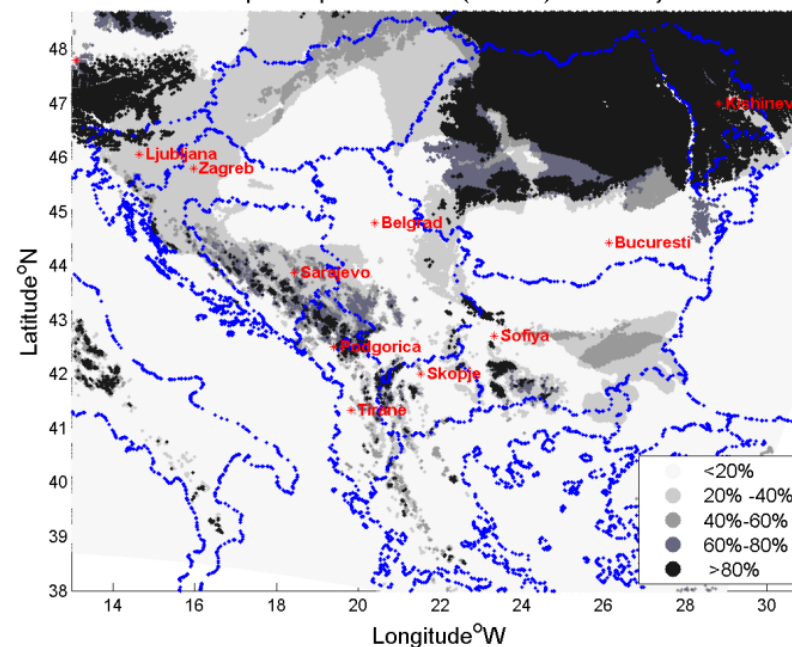 48
47
46
45
44
43
42
41
40
39
38
Latitude°N
Kishinev
Ljubljana
Zagreb
Belgrad
Bucuresti
Sarajevo
Sofiya
Podgorica
Skopje
Tirane
<20%
20% -40%
40%-60%
60%-80%
>80%
14 16 18 20 22 24 26 28 30
Longitude°W